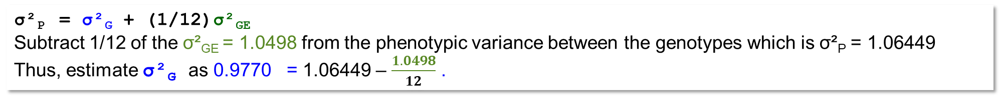 σ²P = σ²G + (1/12)σ²GE
Subtract 1/12 of the σ²GE = 1.0498 from the phenotypic variance between the genotypes which is σ²P = 1.06449
Thus, estimate σ²G as 0.9770 = 1.06449 – 1.0498/12 .